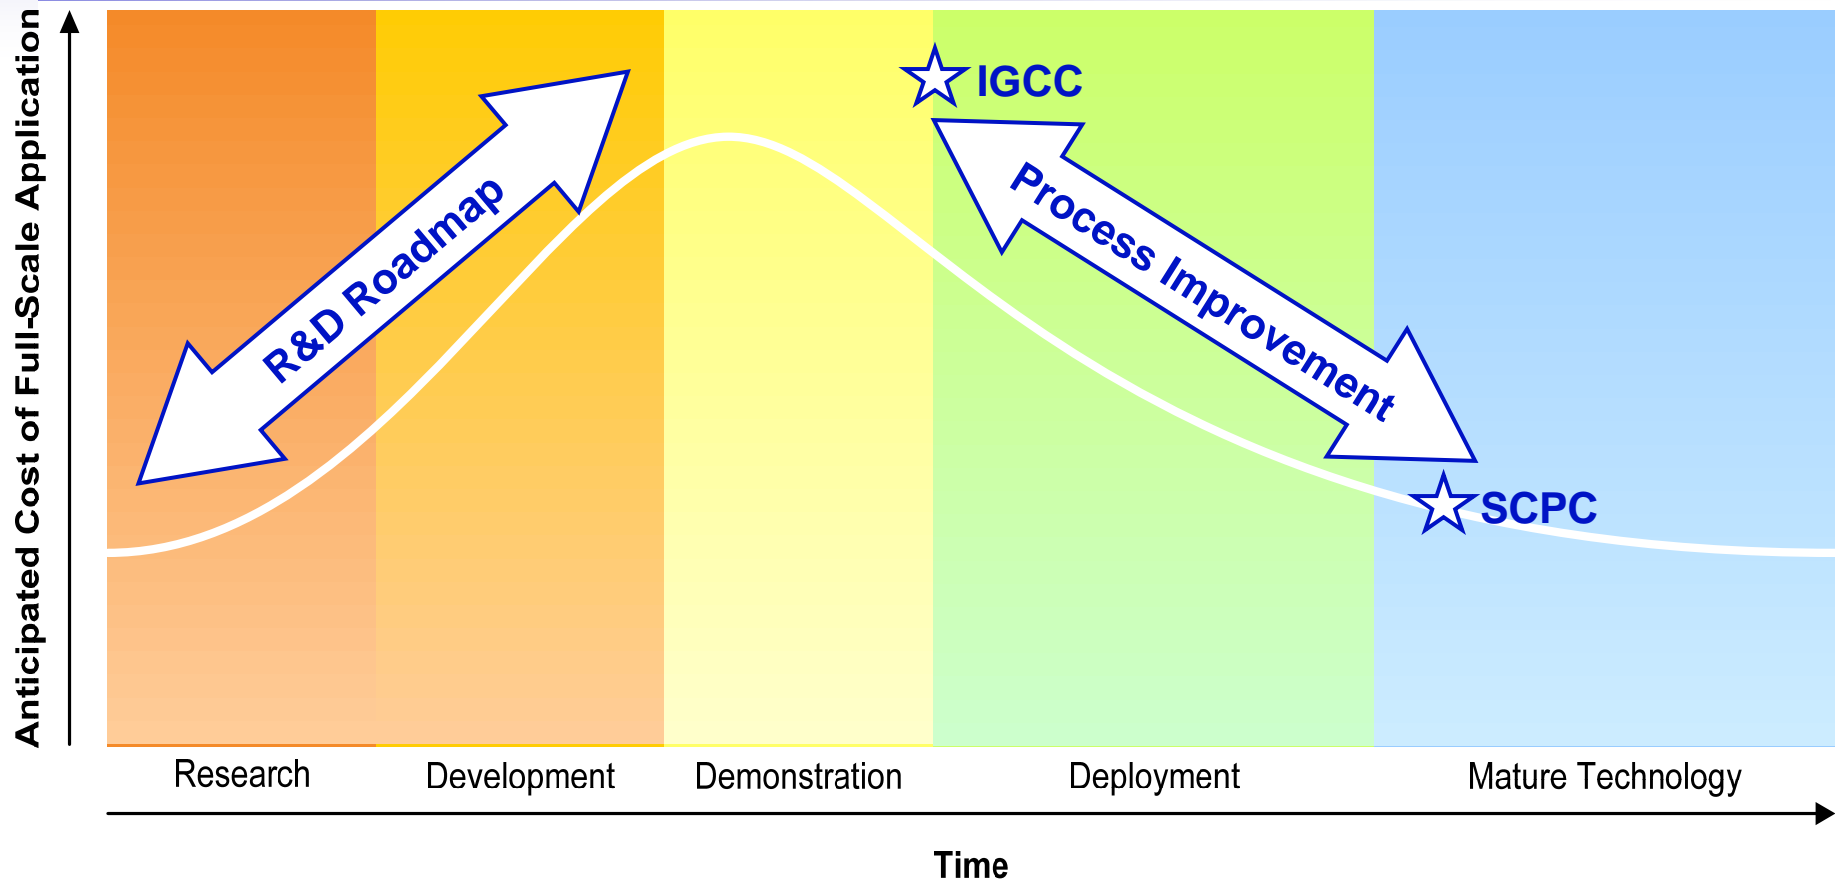 Anticipated Cost of Full-Scale Application
R&D Roadmap
IGCC
Process Improvement
SCPC
Research
Development
Demonstration
Deployment
Mature Technology
Time